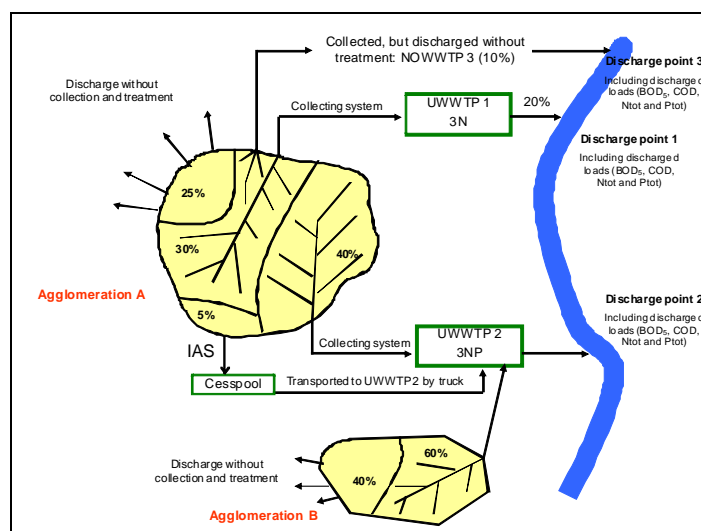 Collected, but discharged without
treatment: NOWWTP 3 (10%)
Discharge point 3
Including discharged
loads (BOD5, COD,
Ntot and Ptot)
Discharge without
collection and treatment
Collecting system
UWWTP 1
3N
20%
Discharge point 1
Including discharged
loads (BOD5, COD,
Ntot and Ptot)
25%
30%
40%
5%
Agglomeration A
IAS
Collecting system
UWWTP 2
3NP
Discharge point 2
Including discharged
loads (BOD5, COD,
Ntot and Ptot)
Cesspool
Transported to UWWTP2 by truck
Discharge without
collection and treatment
60%
40%
Agglomeration B